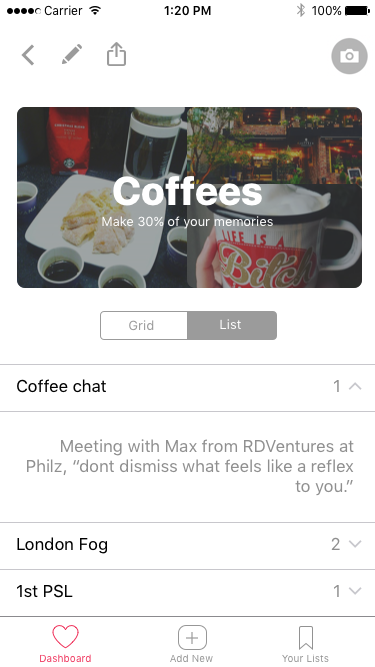 Carrier 1:20 PM 100%
Coffees
Make 30% of your memories
LIFE IS A
Bitch
Grid List
Coffee chat 1
Meeting with Max from RDVentures at
Philz, “dont dismiss what feels like a reflex
to you.”
London Fog 2
1st PSL 1
Dashboard Add New Your Lists